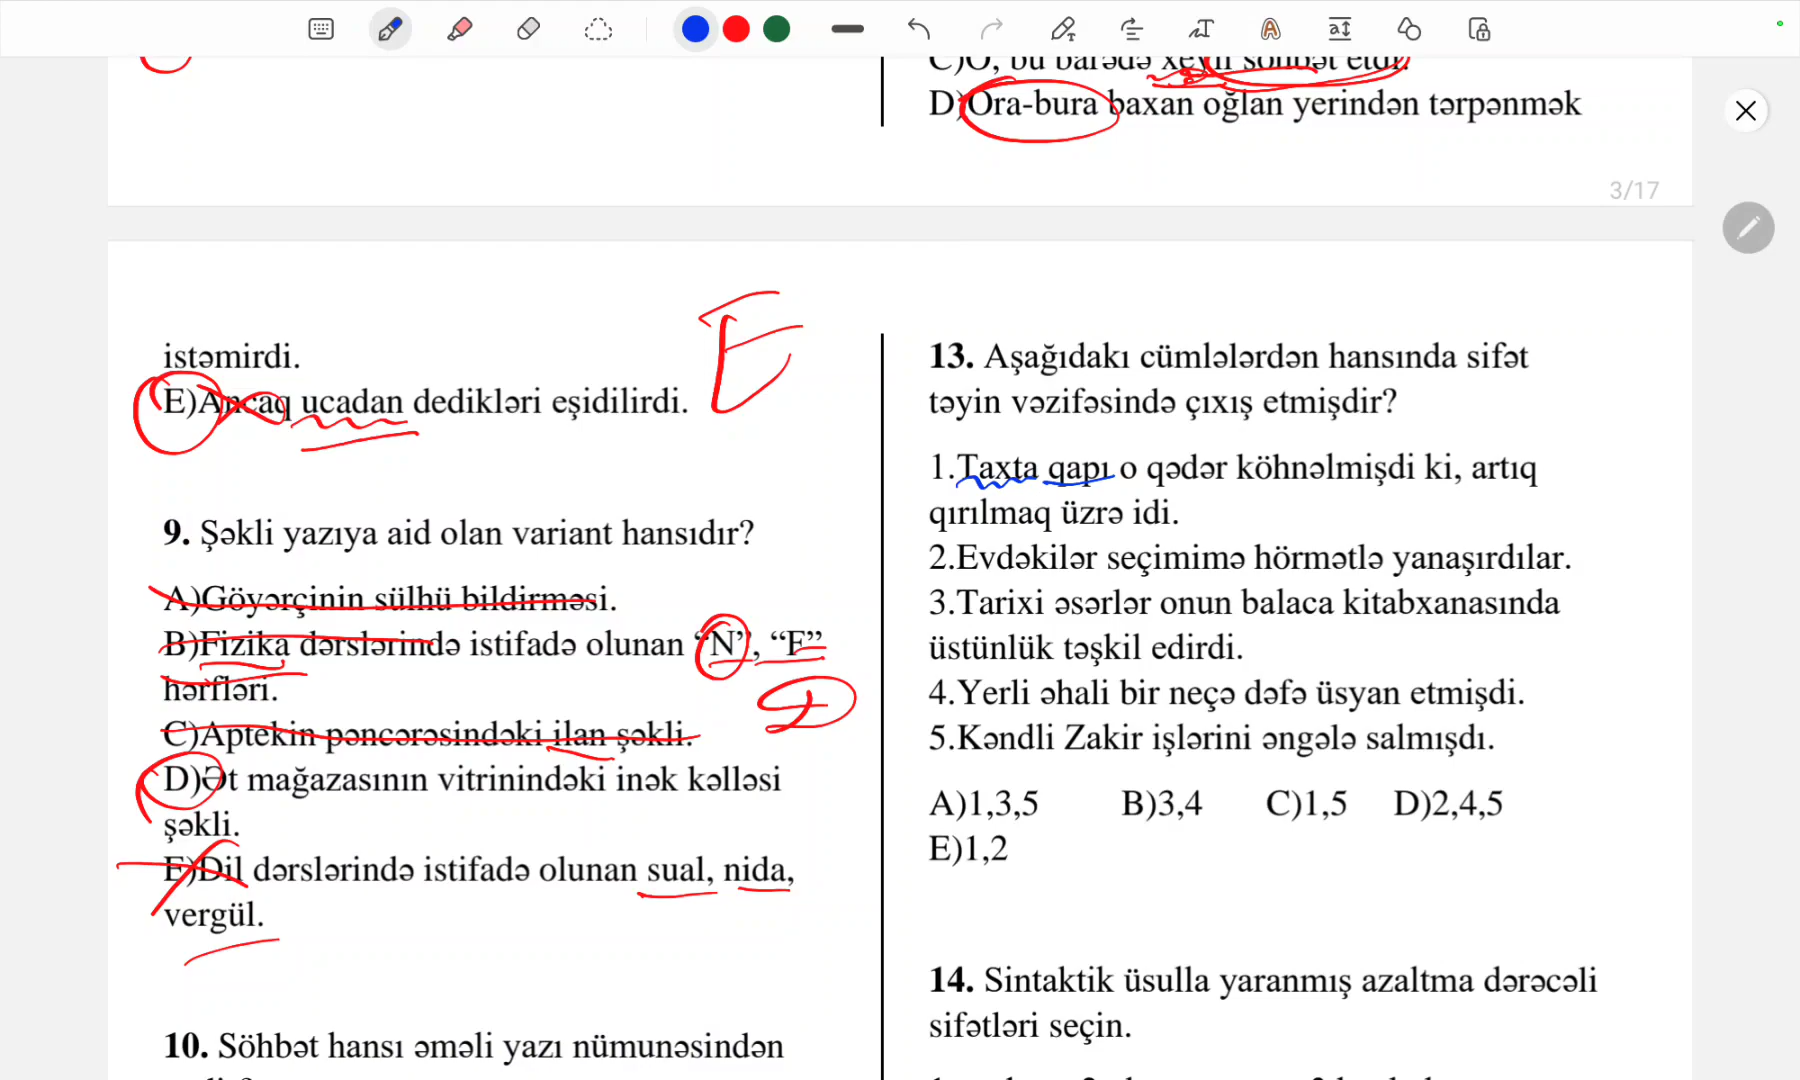 C)O, bu barədə xeyli söhbət etdi.
D)Ora-bura baxan oğlan yerindən tərpənmək
3/17
istəmirdi.
E)Ancaq ucadan dedikləri eşidilirdi.
E
9. Şəkli yazıya aid olan variant hansıdır?
A)Göyərçinin sülhü bildirməsi.
B)Fizika dərslərində istifadə olunan “N”, “F”
hərfləri.
C)Aptekin pəncərəsindəki ilan şəkli.
D)Ət mağazasının vitrinindəki inək kəlləsi
şəkli.
E)Dil dərslərində istifadə olunan sual, nida,
vergül.
10. Söhbət hansı əməli yazı nümunəsindən
13. Aşağıdakı cümlələrdən hansında sifət
təyin vəzifəsində çıxış etmişdir?
1.Taxta qapı o qədər köhnəlmişdi ki, artıq
qırılmaq üzrə idi.
2.Evdəkilər seçimimə hörmətlə yanaşırdılar.
3.Tarixi əsərlər onun balaca kitabxanasında
üstünlük təşkil edirdi.
4.Yerli əhali bir neçə dəfə üsyan etmişdi.
5.Kəndli Zakir işlərini əngələ salmışdı.
A)1,3,5 B)3,4 C)1,5 D)2,4,5
E)1,2
14. Sintaktik üsulla yaranmış azaltma dərəcəli
sifətləri seçin.